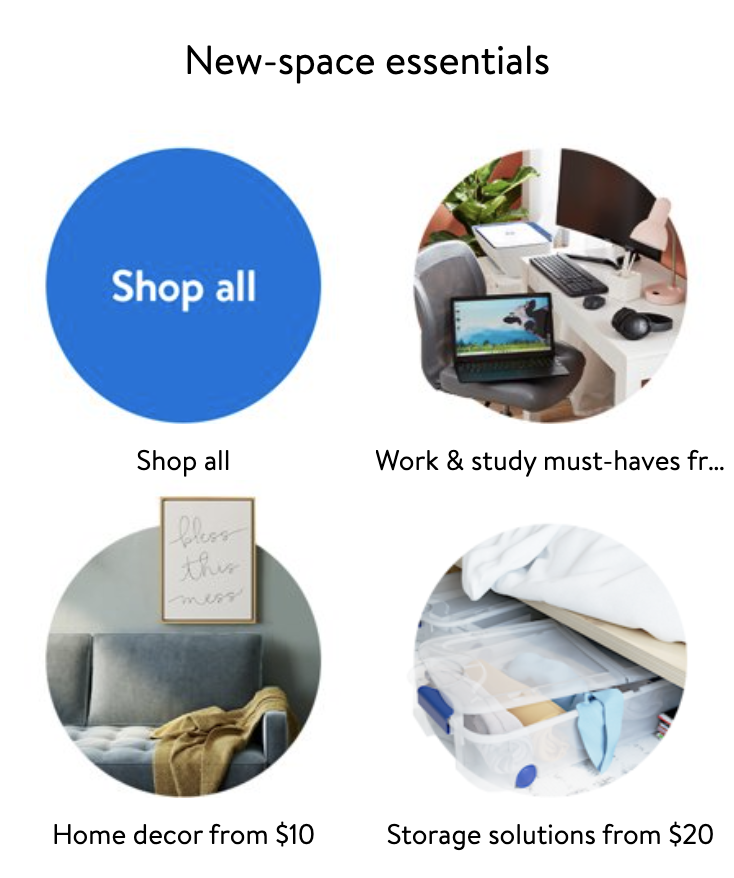 New-space essentials
Shop all
Shop all
Work & study must-haves fr...
bless
this
mess
Home decor from $10
Storage solutions from $20